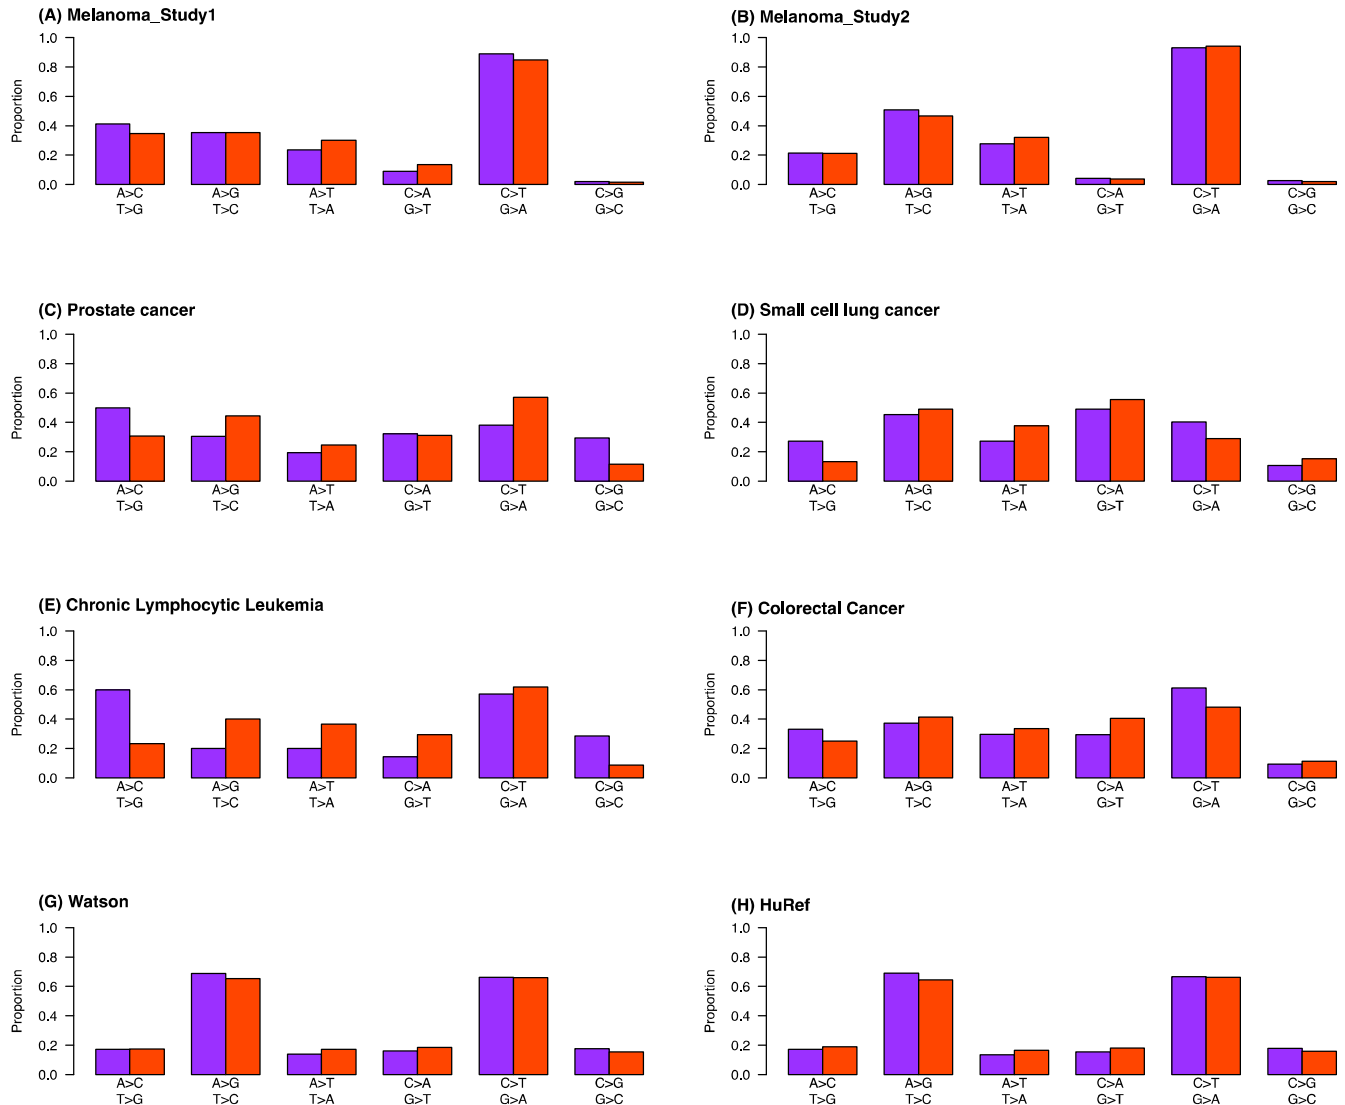 (A) Melanoma_Study1
Proportion
1.0
0.8
0.6
0.4
0.2
0.0
A>C A>G A>T C>A C>T C>G
T>G T>C T>A G>T G>A G>C
(B) Melanoma_Study2
Proportion
1.0
0.8
0.6
0.4
0.2
0.0
A>C A>G A>T C>A C>T C>G
T>G T>C T>A G>T G>A G>C
(C) Prostate cancer
Proportion
1.0
0.8
0.6
0.4
0.2
0.0
A>C A>G A>T C>A C>T C>G
T>G T>C T>A G>T G>A G>C
(D) Small cell lung cancer
Proportion
1.0
0.8
0.6
0.4
0.2
0.0
A>C A>G A>T C>A C>T C>G
T>G T>C T>A G>T G>A G>C
(E) Chronic Lymphocytic Leukemia
Proportion
1.0
0.8
0.6
0.4
0.2
0.0
A>C A>G A>T C>A C>T C>G
T>G T>C T>A G>T G>A G>C
(F) Colorectal Cancer
Proportion
1.0
0.8
0.6
0.4
0.2
0.0
A>C A>G A>T C>A C>T C>G
T>G T>C T>A G>T G>A G>C
(G) Watson
Proportion
1.0
0.8
0.6
0.4
0.2
0.0
A>C A>G A>T C>A C>T C>G
T>G T>C T>A G>T G>A G>C
(H) HuRef
Proportion
1.0
0.8
0.6
0.4
0.2
0.0
A>C A>G A>T C>A C>T C>G
T>G T>C T>A G>T G>A G>C